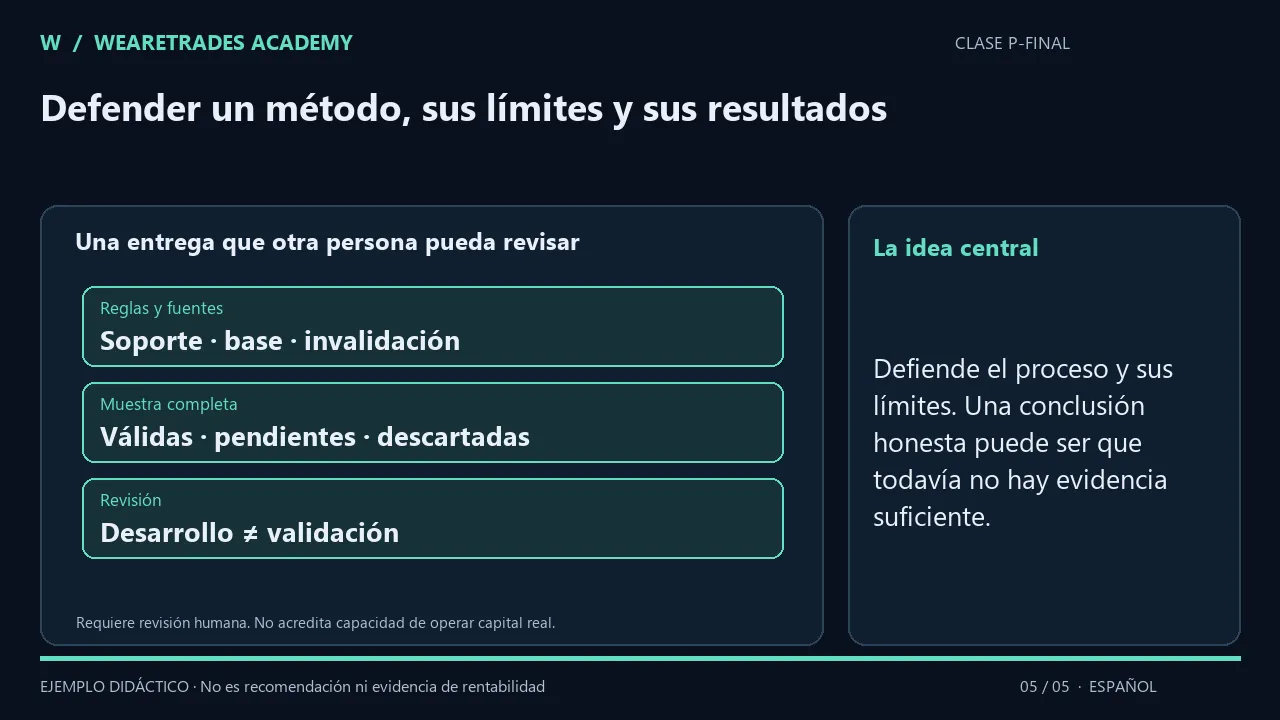 W / WEARETRADES ACADEMY
CLASE P-FINAL
Defender un método, sus límites y sus resultados
Una entrega que otra persona pueda revisar
Reglas y fuentes
Soporte · base · invalidación
Muestra completa
Válidas · pendientes · descartadas
Revisión
Desarrollo ≠ validación
Requiere revisión humana. No acredita capacidad de operar capital real.
La idea central
Defiende el proceso y sus
límites. Una conclusión
honesta puede ser que
todavía no hay evidencia
suficiente.
EJEMPLO DIDÁCTICO · No es recomendación ni evidencia de rentabilidad
05 / 05 · ESPAÑOL